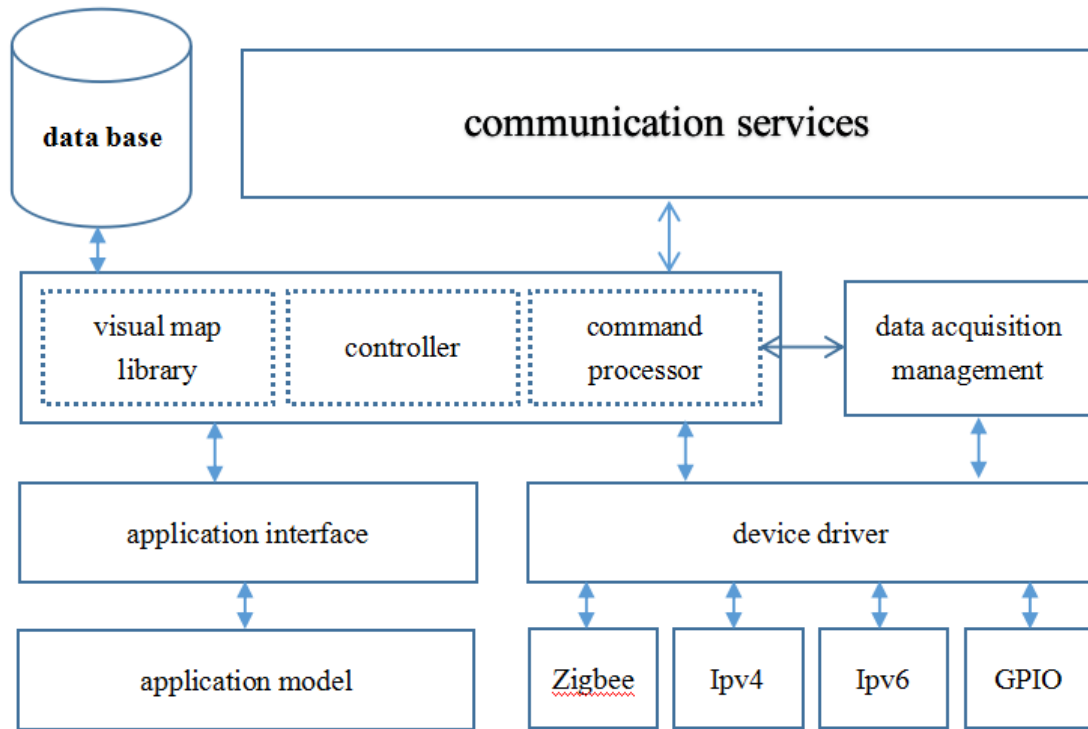 data base
communication services
visual map
library
controller
command
processor
data acquisition
management
application interface
device driver
application model
Zigbee
Ipv4
Ipv6
GPIO